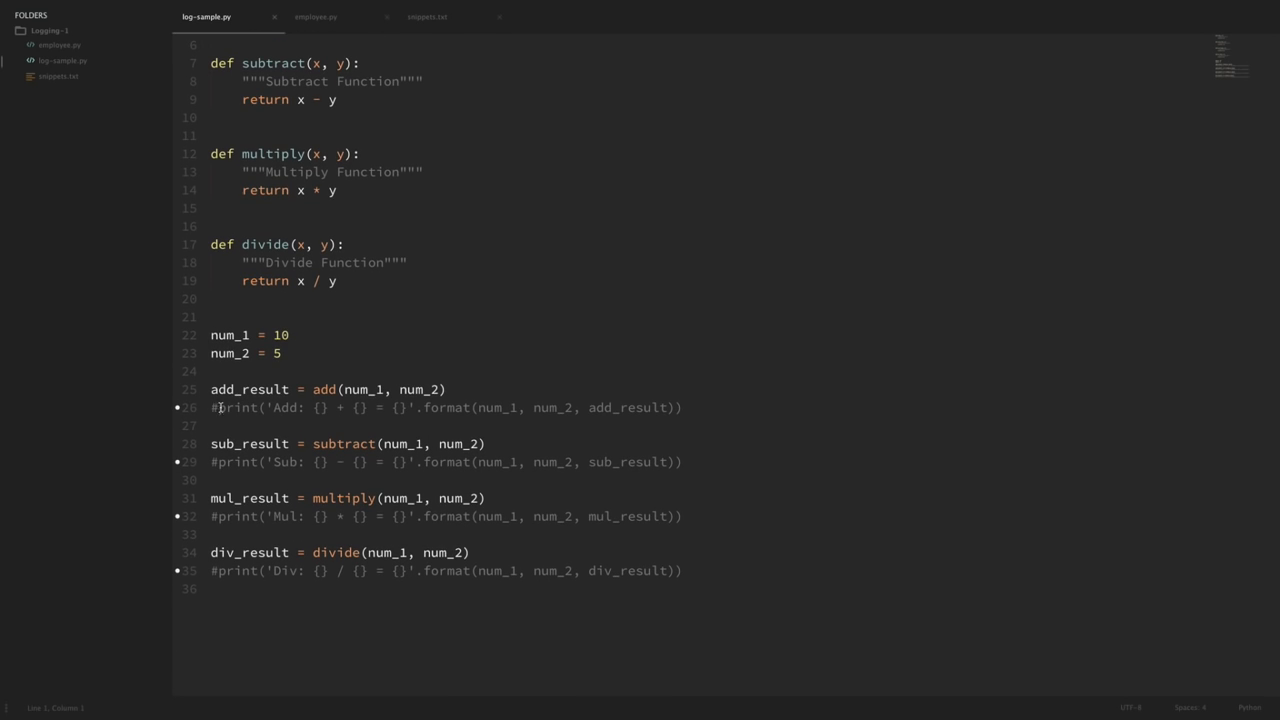 FOLDERS
Logging-1
employee.py
log-sample.py
snippets.txt
log-sample.py × employee.py snippets.txt
6
7 def subtract(x, y):
8     """Subtract Function"""
9     return x - y
10
11
12 def multiply(x, y):
13     """Multiply Function"""
14     return x * y
15
16
17 def divide(x, y):
18     """Divide Function"""
19     return x / y
20
21
22 num_1 = 10
23 num_2 = 5
24
25 add_result = add(num_1, num_2)
26 #print('Add: {} + {} = {}'.format(num_1, num_2, add_result))
27
28 sub_result = subtract(num_1, num_2)
29 #print('Sub: {} - {} = {}'.format(num_1, num_2, sub_result))
30
31 mul_result = multiply(num_1, num_2)
32 #print('Mul: {} * {} = {}'.format(num_1, num_2, mul_result))
33
34 div_result = divide(num_1, num_2)
35 #print('Div: {} / {} = {}'.format(num_1, num_2, div_result))
36
Line 1, Column 1 UTF-8 Spaces: 4 Python